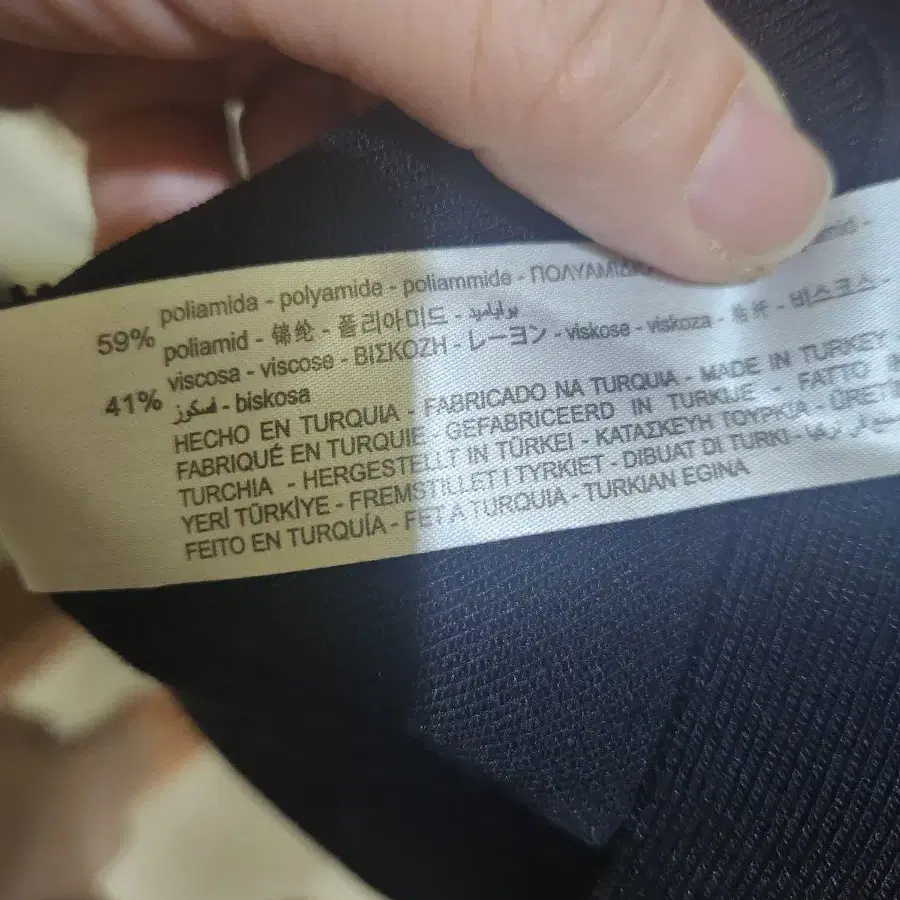 59% poliamida - polyamide - poliammide - ΠΟΛΥΑΜΙΔΙΟ
poliamid - 锦纶 - 폴리아미드 - بولياميد
41% viscosa - viscose - ΒΙΣΚΟΖΗ - レーヨン - viskose - viskoza - 粘纤 - 비스코스 -
فسكوز - biskosa
HECHO EN TURQUIA - FABRICADO NA TURQUIA - MADE IN TURKEY
FABRIQUÉ EN TURQUIE - GEFABRICEERD IN TURKIJE - FATTO IN
TURCHIA - HERGESTELLT IN TÜRKEI - ΚΑΤΑΣΚΕΥΗ ΤΟΥΡΚΙΑ - ÜRETİM
YERİ TÜRKİYE - FREMSTILLET I TYRKIET - DIBUAT DI TURKI -
FEITO EN TURQUÍA - FET A TURQUIA - TURKIAN EGINA